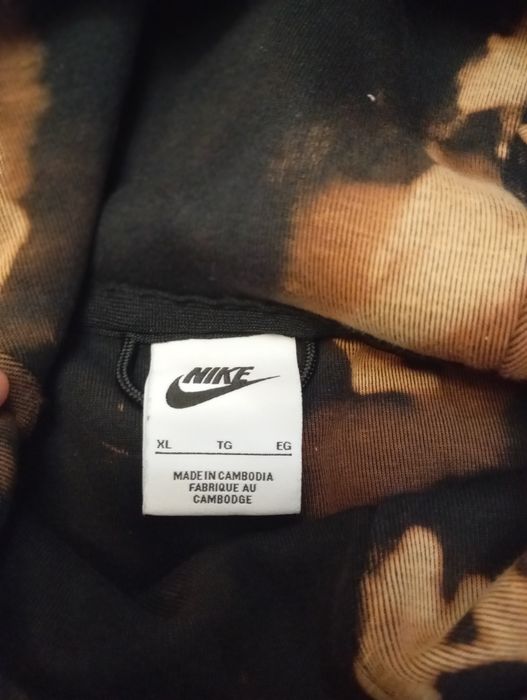 NIKE
XL TG EG
MADE IN CAMBODIA
FABRIQUE AU
CAMBODGE